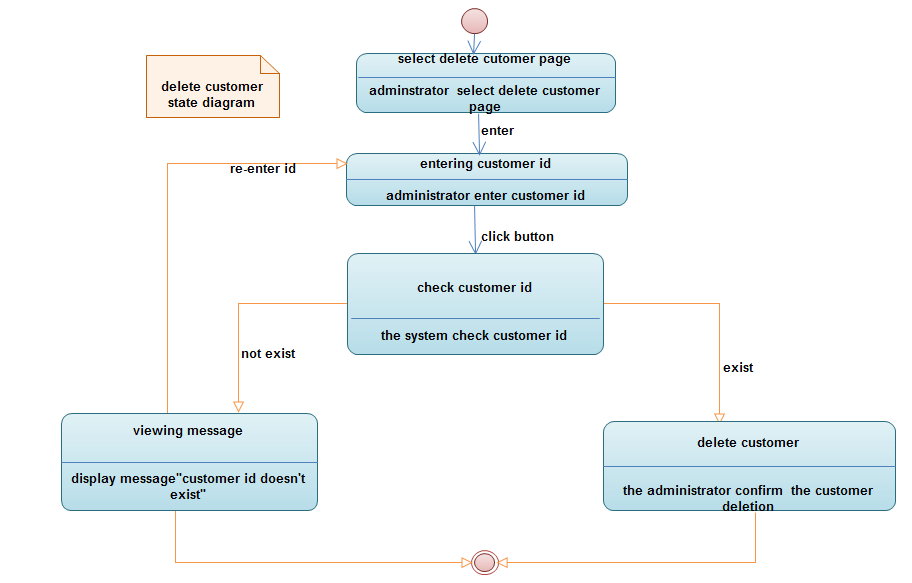 select delete cutomer page
adminstrator  select delete customer
page
delete customer
state diagram
enter
entering customer id
administrator enter customer id
re-enter id
click button
check customer id
the system check customer id
not exist
exist
viewing message
display message"customer id doesn't
exist"
delete customer
the administrator confirm  the customer
deletion